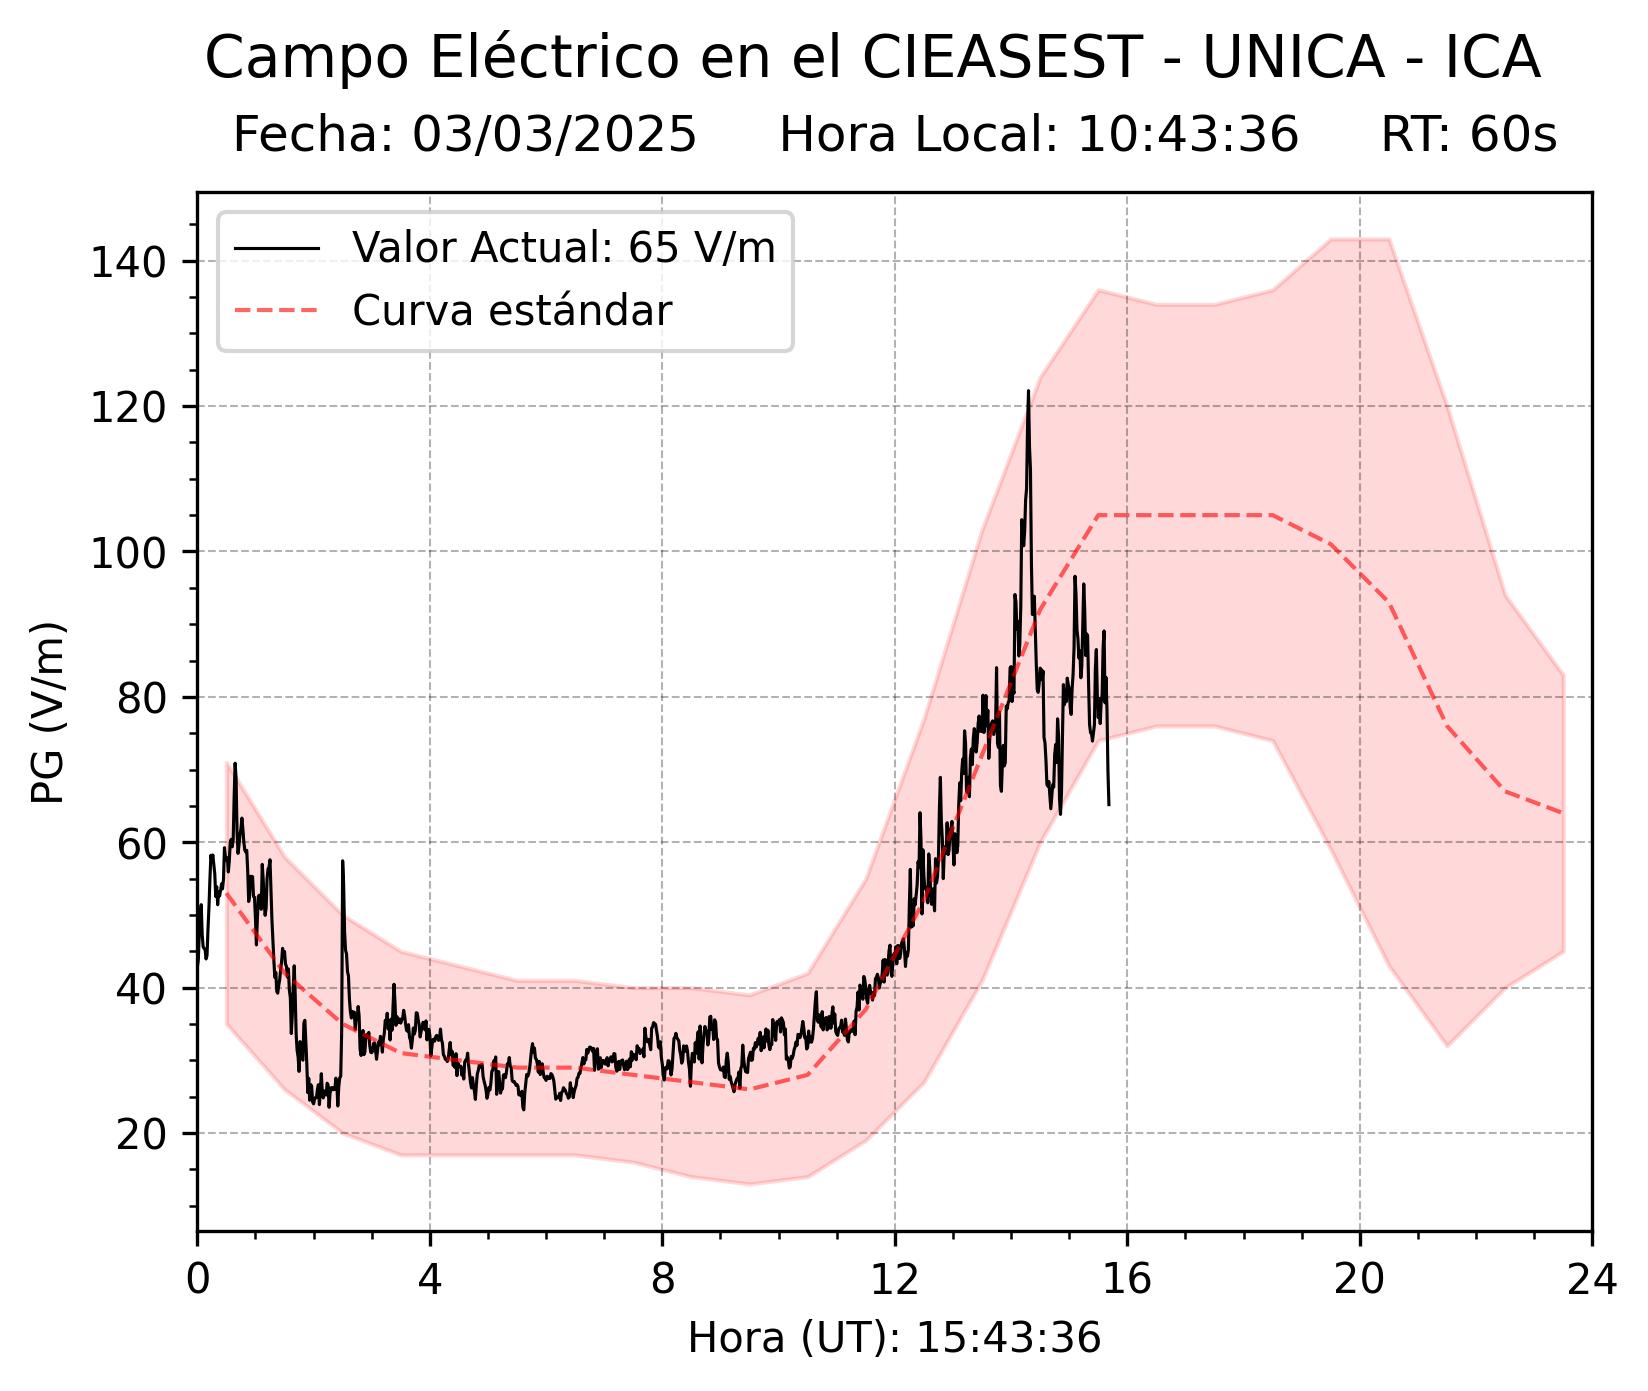 Campo Eléctrico en el CIEASEST - UNICA - ICA
Fecha: 03/03/2025 Hora Local: 10:43:36 RT: 60s
Valor Actual: 65 V/m
Curva estándar
PG (V/m)
140
120
100
80
60
40
20
0 4 8 12 16 20 24
Hora (UT): 15:43:36